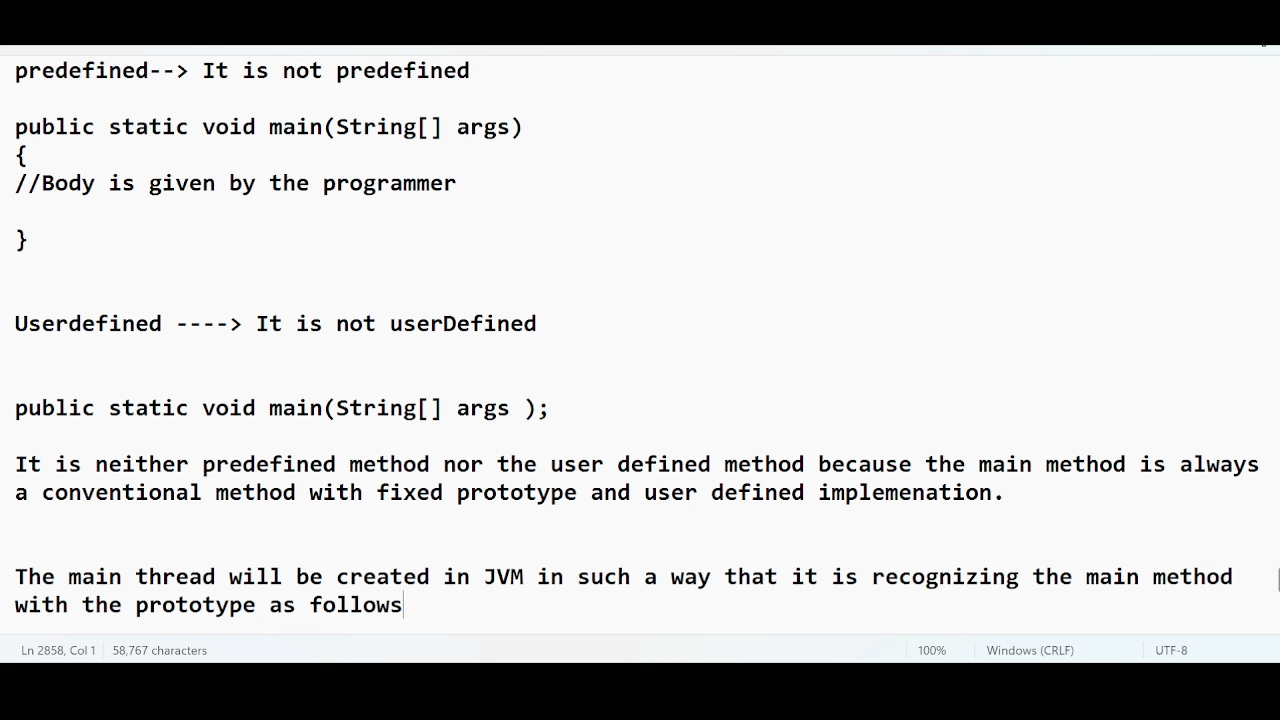 predefined--> It is not predefined
public static void main(String[] args)
{
//Body is given by the programmer
}
Userdefined ----> It is not userDefined
public static void main(String[] args );
It is neither predefined method nor the user defined method because the main method is always
a conventional method with fixed prototype and user defined implemenation.
The main thread will be created in JVM in such a way that it is recognizing the main method
with the prototype as follows
Ln 2858, Col 1 58,767 characters 100% Windows (CRLF) UTF-8